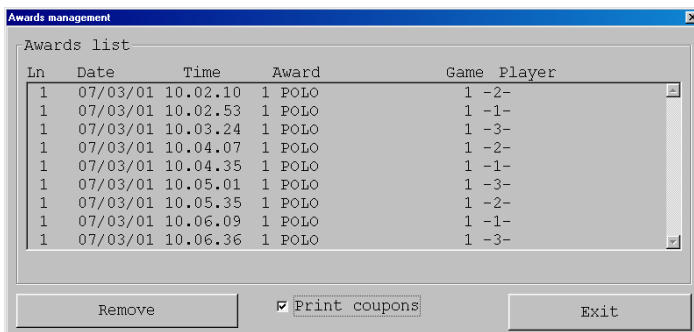 Awards management
Awards list
Ln Date Time Award Game Player
1 07/03/01 10.02.10 1 POLO 1 -2-
1 07/03/01 10.02.53 1 POLO 1 -1-
1 07/03/01 10.03.24 1 POLO 1 -3-
1 07/03/01 10.04.07 1 POLO 1 -2-
1 07/03/01 10.04.35 1 POLO 1 -1-
1 07/03/01 10.05.01 1 POLO 1 -3-
1 07/03/01 10.05.35 1 POLO 1 -2-
1 07/03/01 10.06.09 1 POLO 1 -1-
1 07/03/01 10.06.36 1 POLO 1 -3-
Remove Print coupons Exit